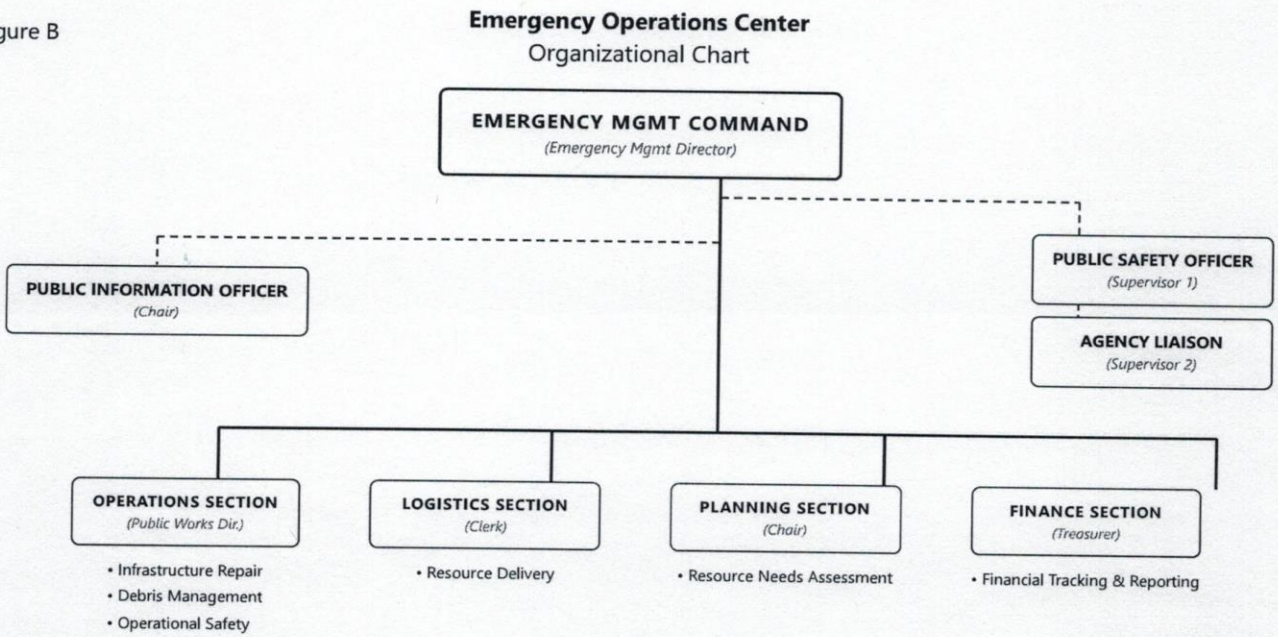 gure B
Emergency Operations Center
Organizational Chart
EMERGENCY MGMT COMMAND
(Emergency Mgmt Director)
PUBLIC INFORMATION OFFICER
(Chair)
PUBLIC SAFETY OFFICER
(Supervisor 1)
AGENCY LIAISON
(Supervisor 2)
OPERATIONS SECTION
(Public Works Dir.)
• Infrastructure Repair
• Debris Management
• Operational Safety
LOGISTICS SECTION
(Clerk)
• Resource Delivery
PLANNING SECTION
(Chair)
• Resource Needs Assessment
FINANCE SECTION
(Treasurer)
• Financial Tracking & Reporting